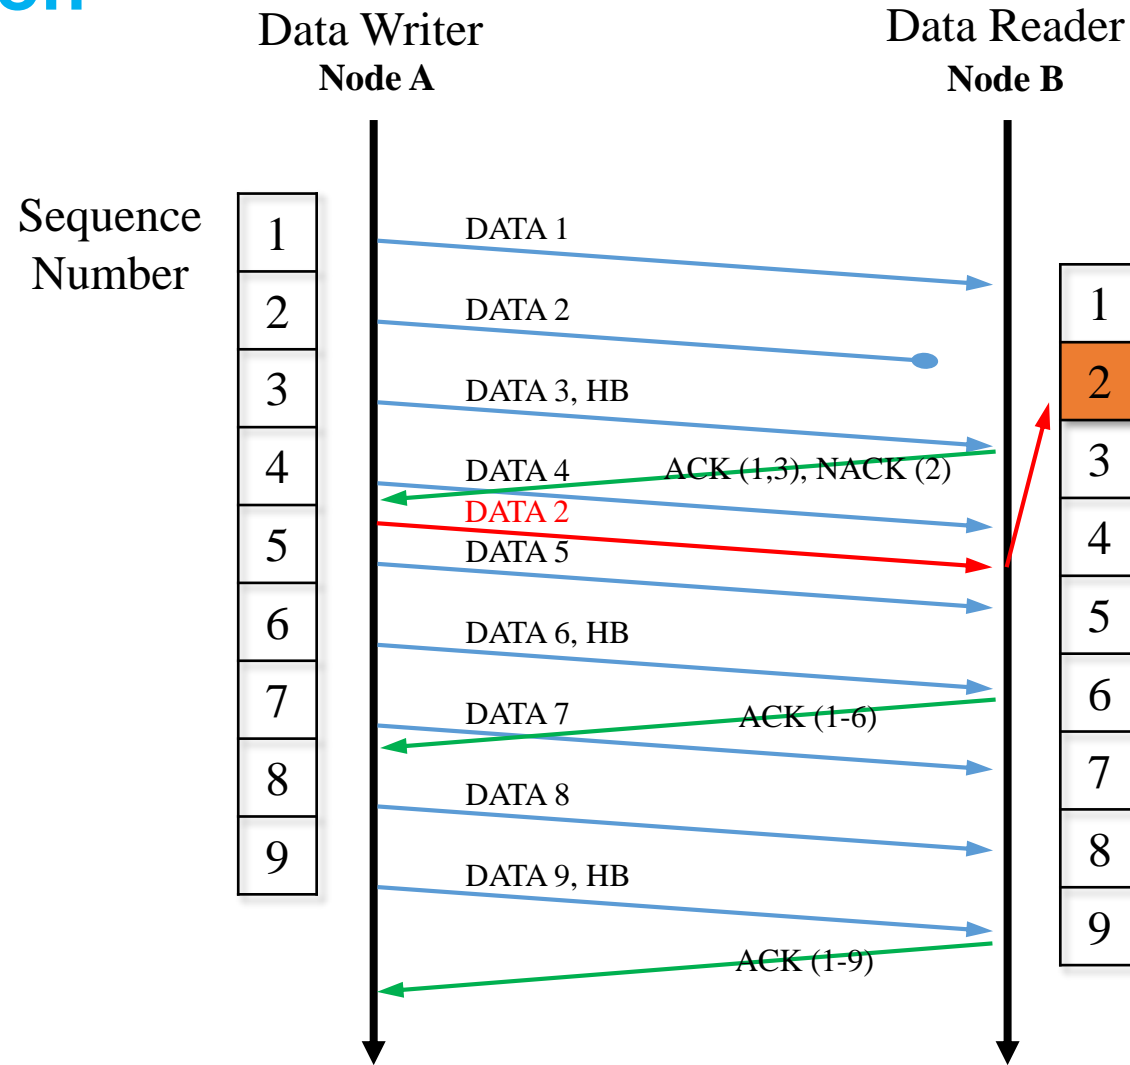 Data Writer
Node A
Data Reader
Node B
Sequence
Number
1
2
3
4
5
6
7
8
9
DATA 1
DATA 2
DATA 3, HB
ACK (1,3), NACK (2)
DATA 4
DATA 2
DATA 5
DATA 6, HB
ACK (1-6)
DATA 7
DATA 8
DATA 9, HB
ACK (1-9)
1
2
3
4
5
6
7
8
9